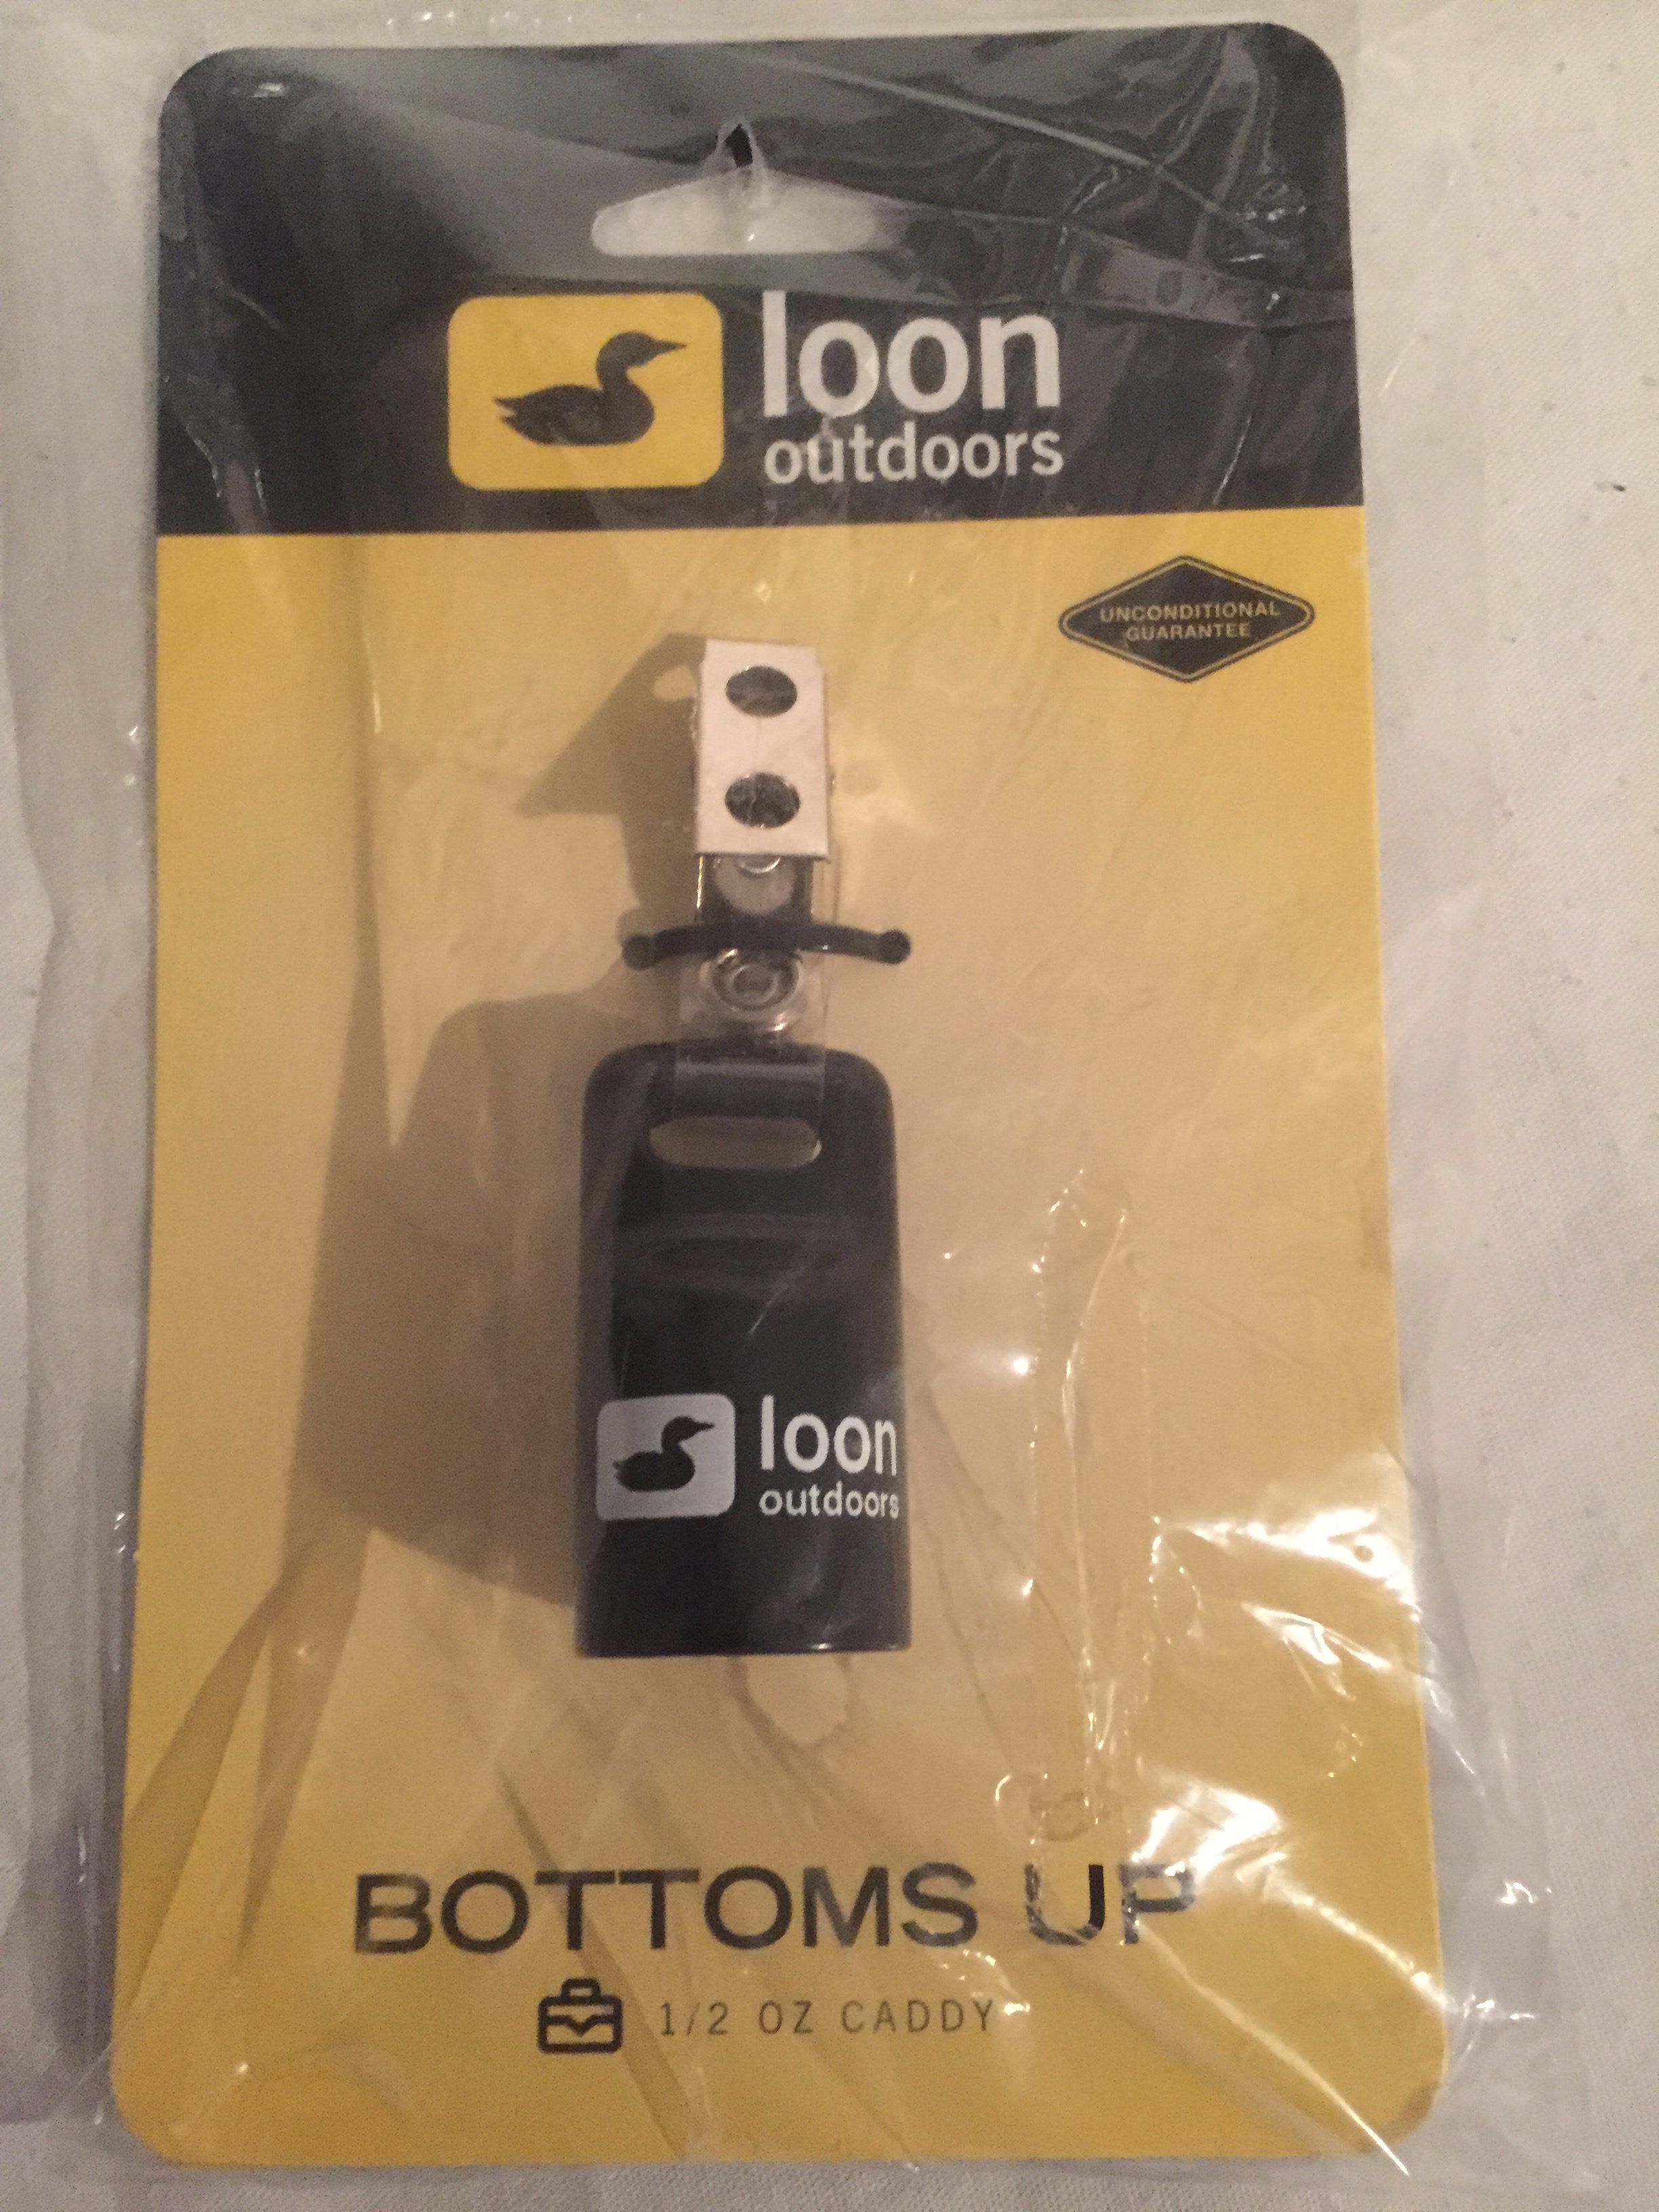 loon
outdoors
UNCONDITIONAL
GUARANTEE
loon
outdoors
BOTTOMS UP
1/2 OZ CADDY